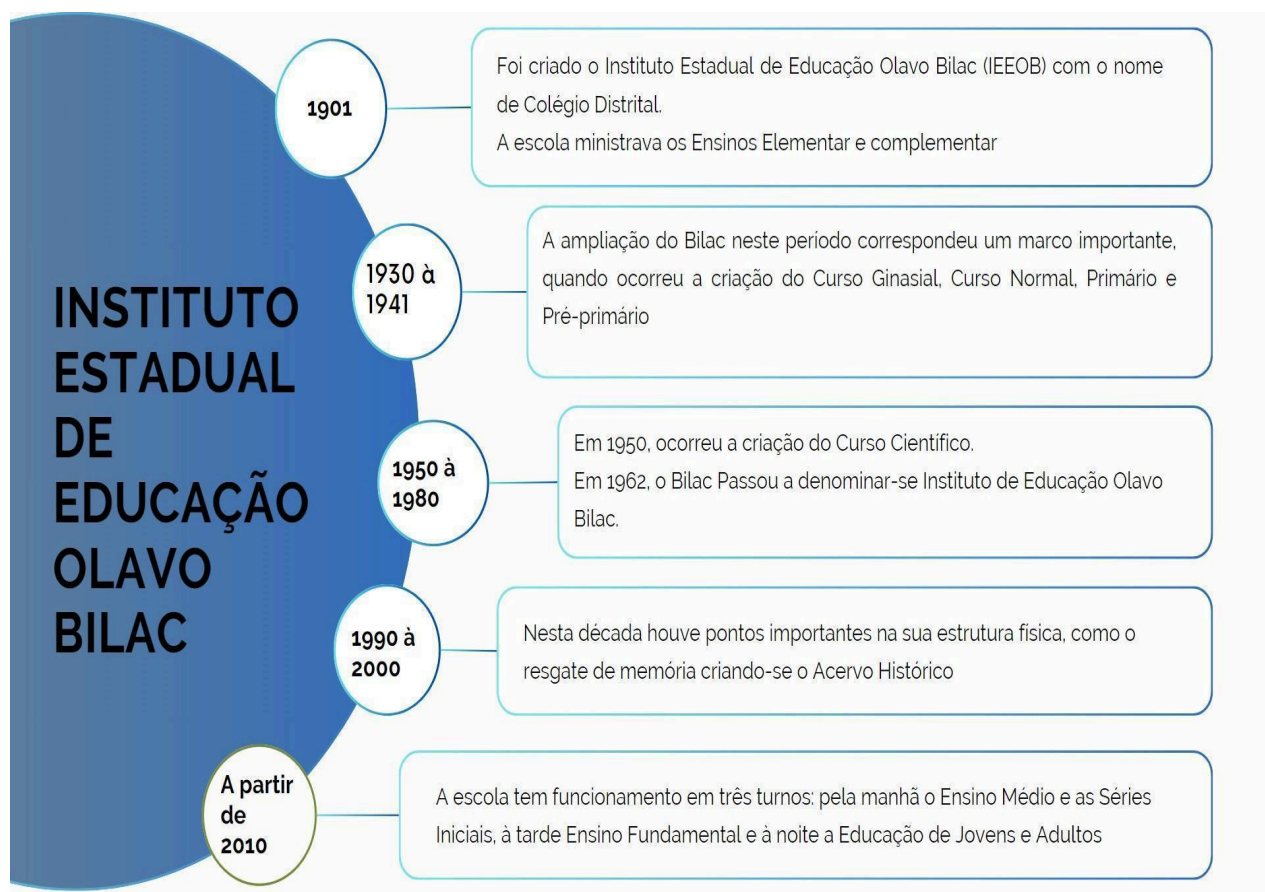 INSTITUTO
ESTADUAL
DE
EDUCAÇÃO
OLAVO
BILAC
1901
Foi criado o Instituto Estadual de Educação Olavo Bilac (IEEOB) com o nome
de Colégio Distrital.
A escola ministrava os Ensinos Elementar e complementar
1930 à
1941
A ampliação do Bilac neste período correspondeu um marco importante,
quando ocorreu a criação do Curso Ginasial, Curso Normal, Primário e
Pré-primário
1950 à
1980
Em 1950, ocorreu a criação do Curso Científico.
Em 1962, o Bilac Passou a denominar-se Instituto de Educação Olavo
Bilac.
1990 à
2000
Nesta década houve pontos importantes na sua estrutura física, como o
resgate de memória criando-se o Acervo Histórico
A partir
de
2010
A escola tem funcionamento em três turnos: pela manhã o Ensino Médio e as Séries
Iniciais, à tarde Ensino Fundamental e à noite a Educação de Jovens e Adultos